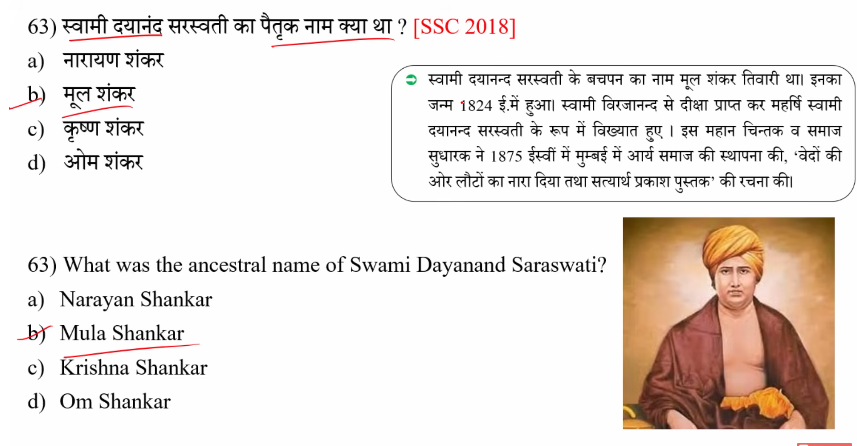 63) स्वामी दयानंद सरस्वती का पैतृक नाम क्या था ? [SSC 2018]
a) नारायण शंकर
b) मूल शंकर
c) कृष्ण शंकर
d) ओम शंकर
स्वामी दयानन्द सरस्वती के बचपन का नाम मूल शंकर तिवारी था। इनका
जन्म 1824 ई.में हुआ। स्वामी विरजानन्द से दीक्षा प्राप्त कर महर्षि स्वामी
दयानन्द सरस्वती के रूप में विख्यात हुए । इस महान चिन्तक व समाज
सुधारक ने 1875 ईस्वीं में मुम्बई में आर्य समाज की स्थापना की, ‘वेदों की
ओर लौटों का नारा दिया तथा सत्यार्थ प्रकाश पुस्तक’ की रचना की।
63) What was the ancestral name of Swami Dayanand Saraswati?
a) Narayan Shankar
b) Mula Shankar
c) Krishna Shankar
d) Om Shankar